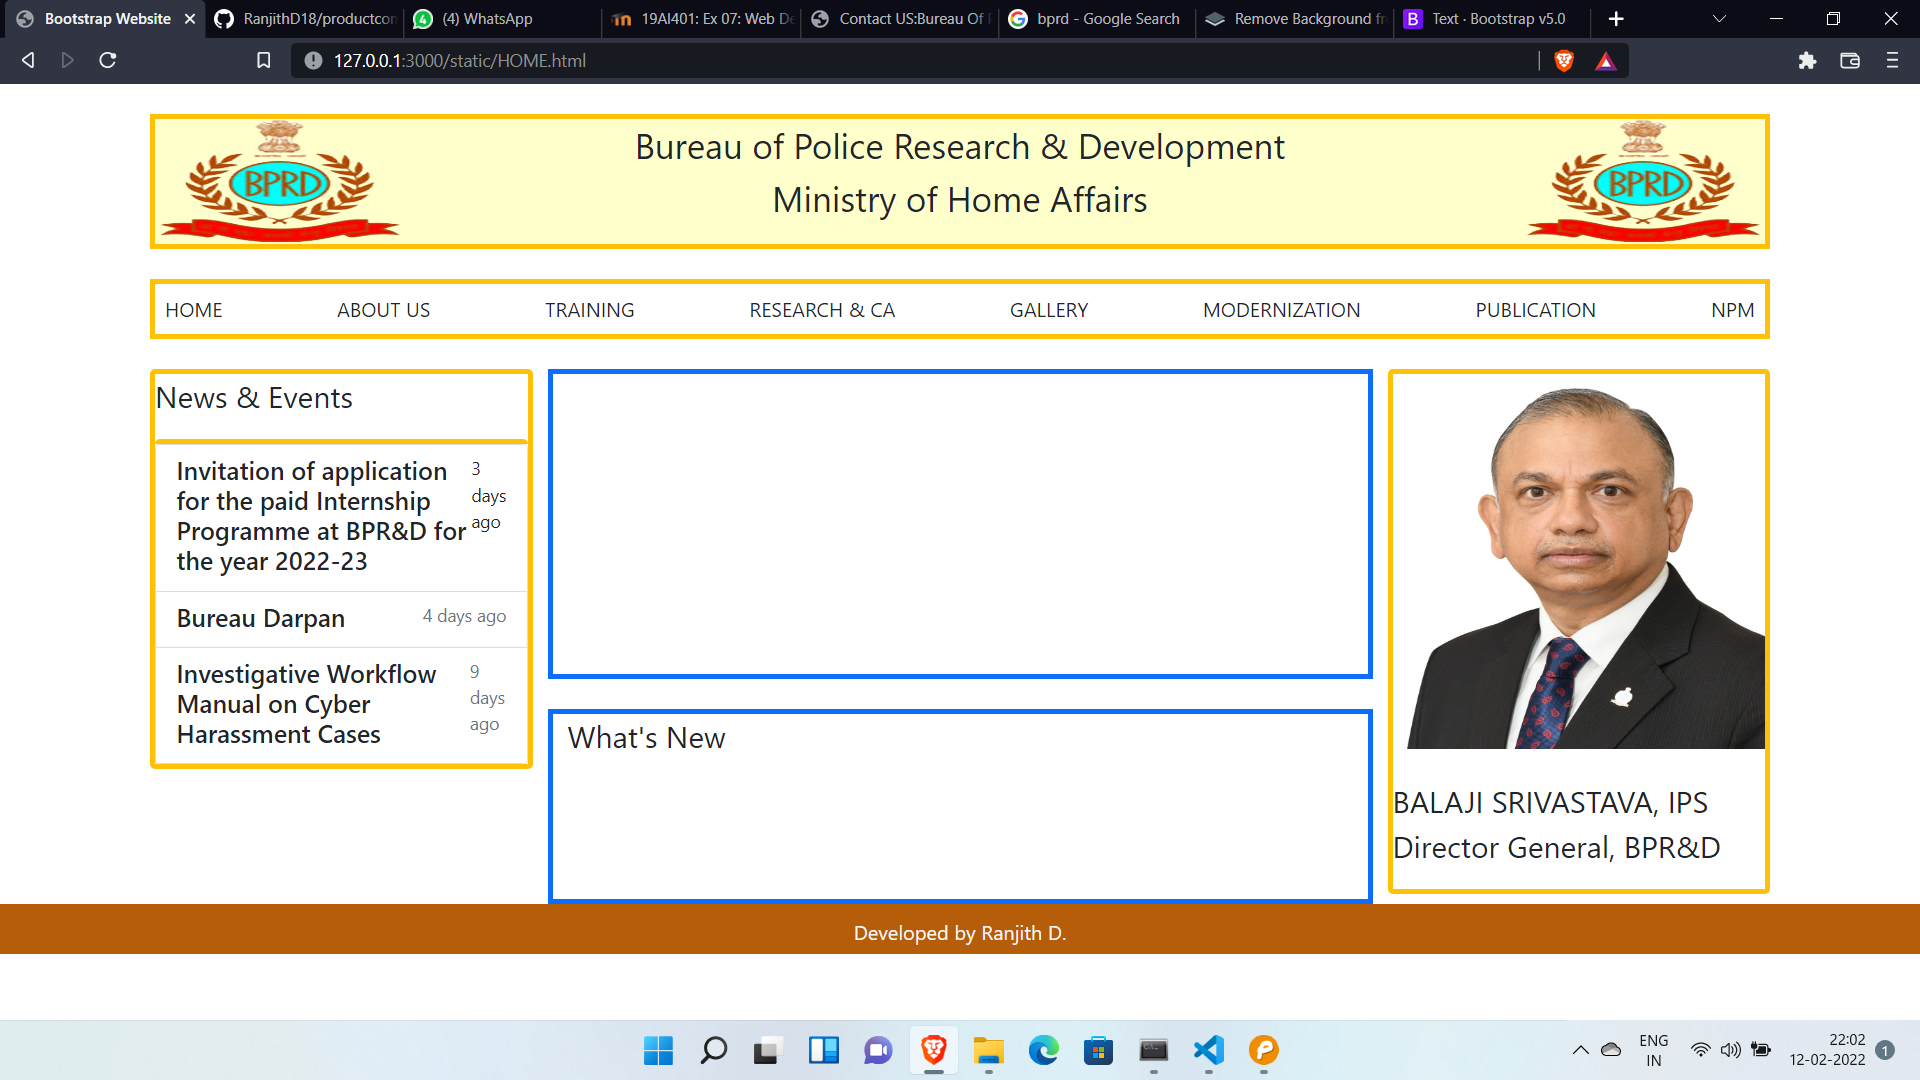 Bootstrap Website
RanjithD18/productcon
(4) WhatsApp
19AI401: Ex 07: Web De
Contact US:Bureau Of P
bprd - Google Search
Remove Background fr
B
Text · Bootstrap v5.0
127.0.0.1:3000/static/HOME.html
BPRD
Bureau of Police Research & Development
Ministry of Home Affairs
BPRD
HOME
ABOUT US
TRAINING
RESEARCH & CA
GALLERY
MODERNIZATION
PUBLICATION
NPM
News & Events
Invitation of application
for the paid Internship
Programme at BPR&D for
the year 2022-23
3
days
ago
Bureau Darpan
4 days ago
Investigative Workflow
Manual on Cyber
Harassment Cases
9
days
ago
What's New
BALAJI SRIVASTAVA, IPS
Director General, BPR&D
Developed by Ranjith D.
ENG
IN
22:02
12-02-2022
1